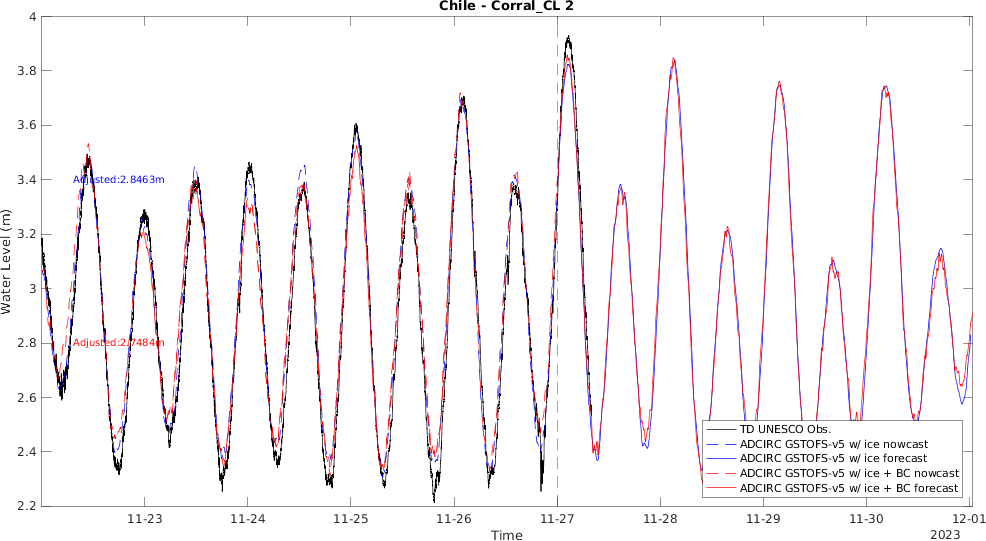 Chile - Corral_CL 2
4
3.8
3.6
3.4
3.2
3
2.8
2.6
2.4
2.2
Water Level (m)
Adjusted:2.8463m
Adjusted:2.7484m
TD UNESCO Obs.
ADCIRC GSTOFS-v5 w/ ice nowcast
ADCIRC GSTOFS-v5 w/ ice forecast
ADCIRC GSTOFS-v5 w/ ice + BC nowcast
ADCIRC GSTOFS-v5 w/ ice + BC forecast
11-23 11-24 11-25 11-26 11-27 11-28 11-29 11-30 12-01
Time
2023